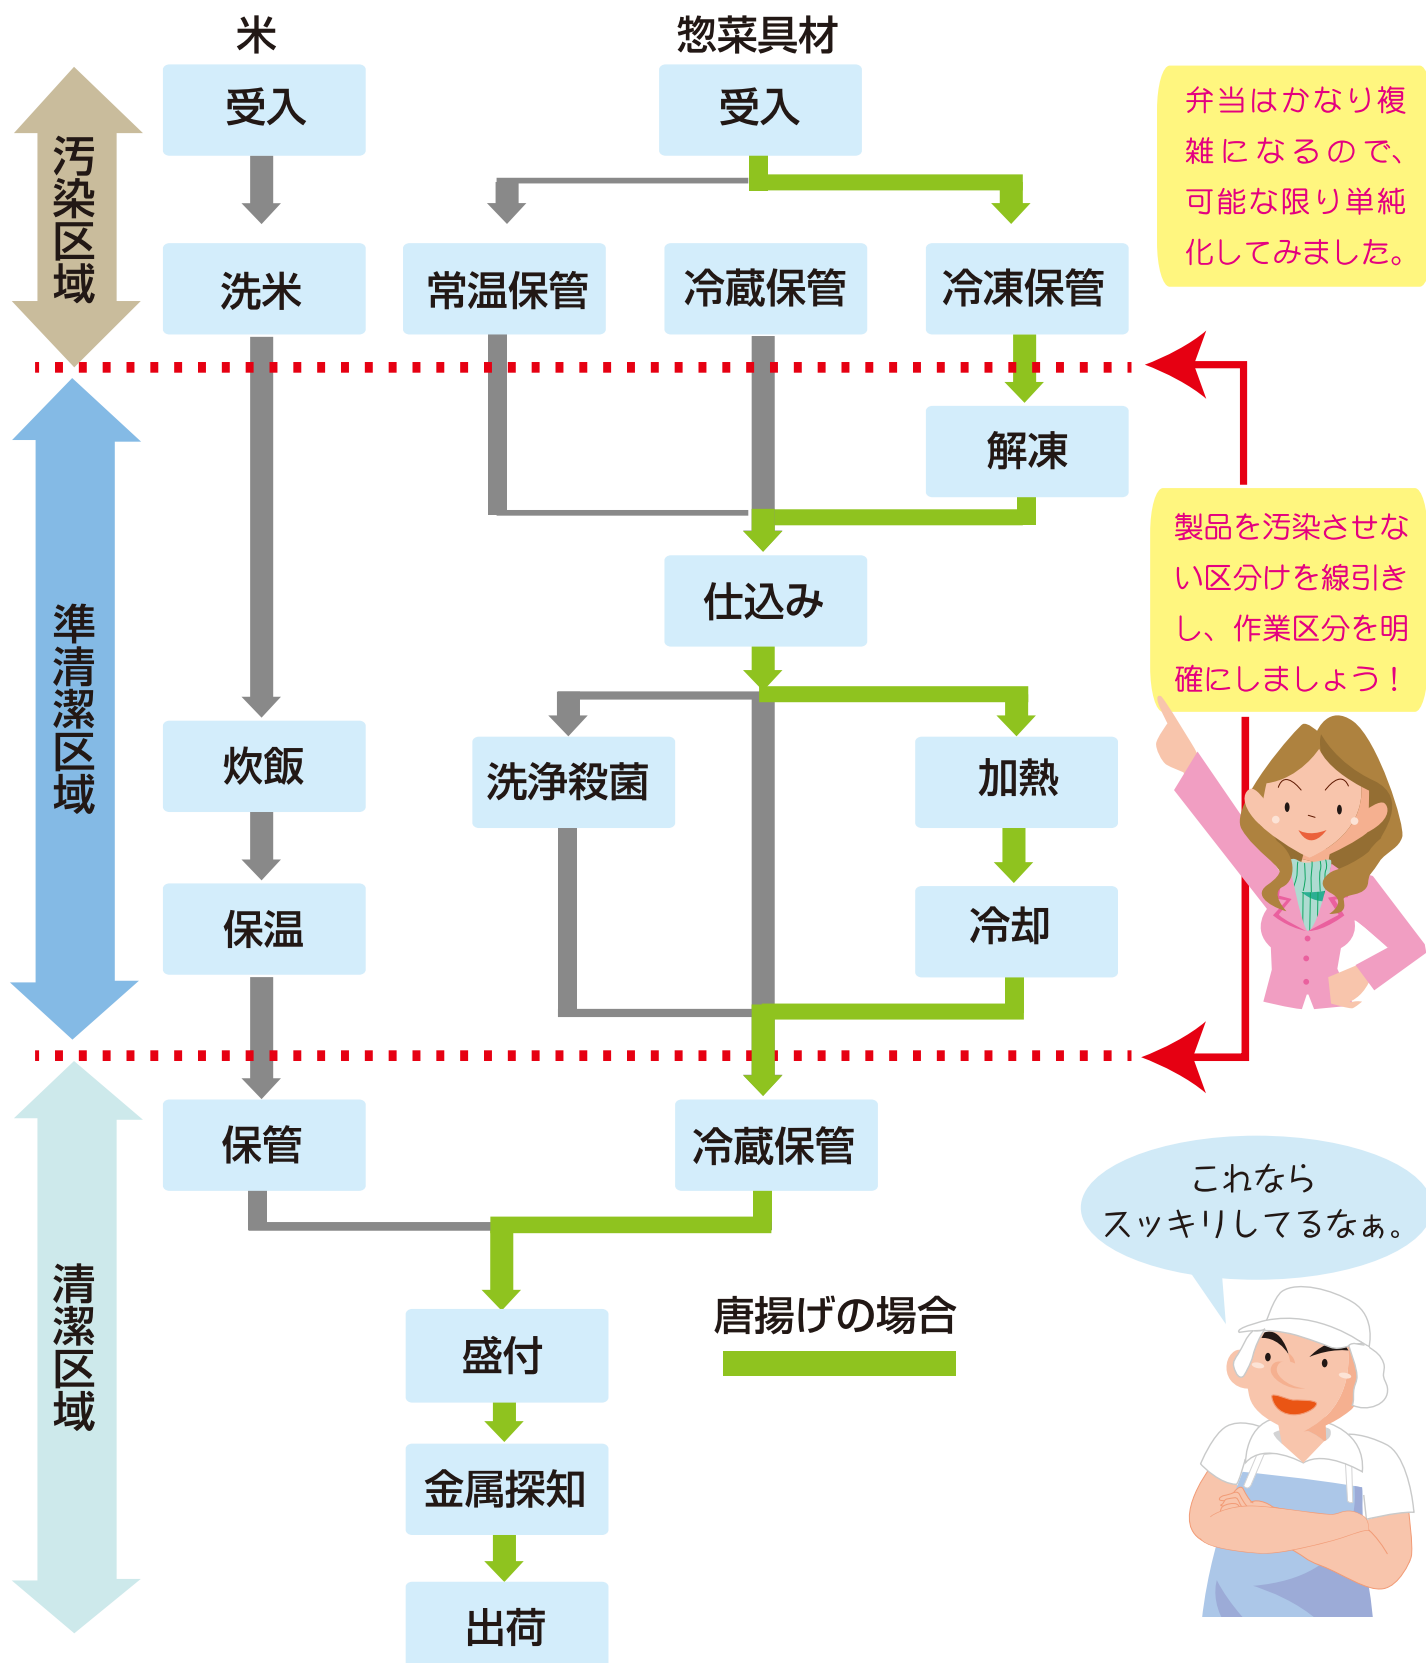 米
惣菜具材
受入
受入
弁当はかなり複
雑になるので、
可能な限り単純
化してみました。
汚染区域
洗米
常温保管
冷蔵保管
冷凍保管
解凍
製品を汚染させな
い区分けを線引き
し、作業区分を明
確にしましょう！
準清潔区域
仕込み
炊飯
洗浄殺菌
加熱
保温
冷却
保管
冷蔵保管
これなら
スッキリしてるなぁ。
清潔区域
唐揚げの場合
盛付
金属探知
出荷